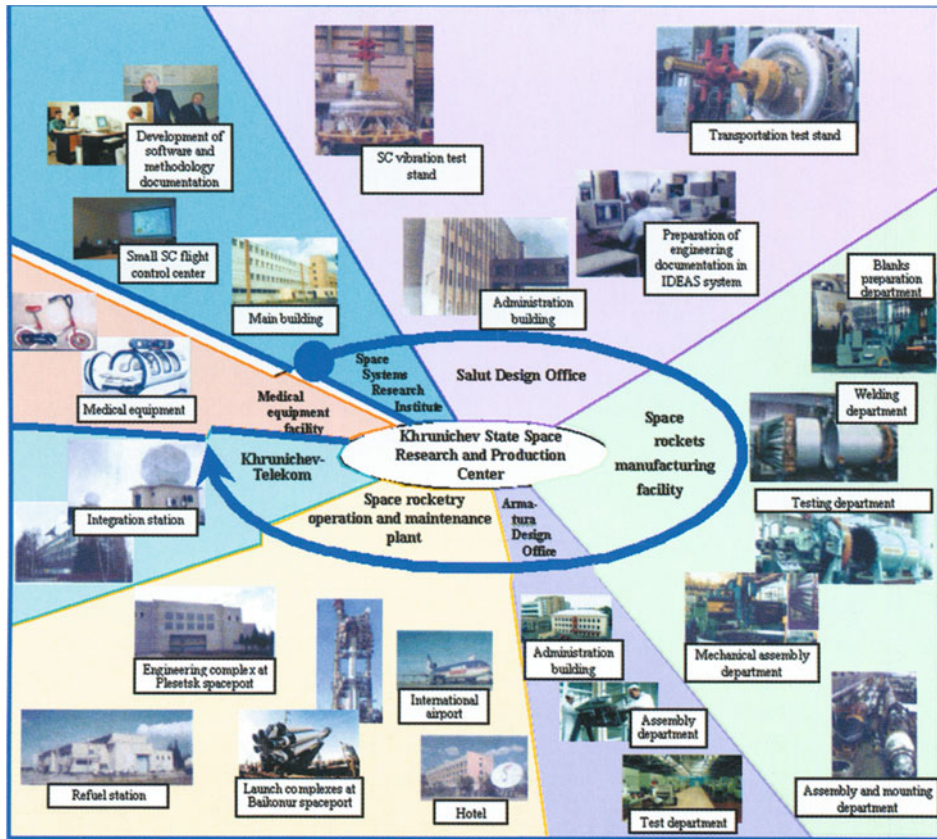 Development of
software and
methodology
documentation
Small SC flight
control center
Main building
SC vibration test
stand
Transportation test stand
Preparation of
engineering
documentation in
IDEAS system
Administration
building
Blanks
preparation
department
Welding
department
Testing department
Mechanical assembly
department
Assembly and mounting
department
Medical equipment
Medical
equipment
facility
Space
Systems
Research
Institute
Salut Design Office
Space
rockets
manufacturing
facility
Khrunichev State Space
Research and Production
Center
Khrunichev-
Telekom
Integration station
Space rocketry
operation and maintenance
plant
Arma-
tura
Design
Office
Engineering complex at
Plesetsk spaceport
International
airport
Refuel station
Launch complexes at
Baikonur spaceport
Hotel
Administration
building
Assembly
department
Test department